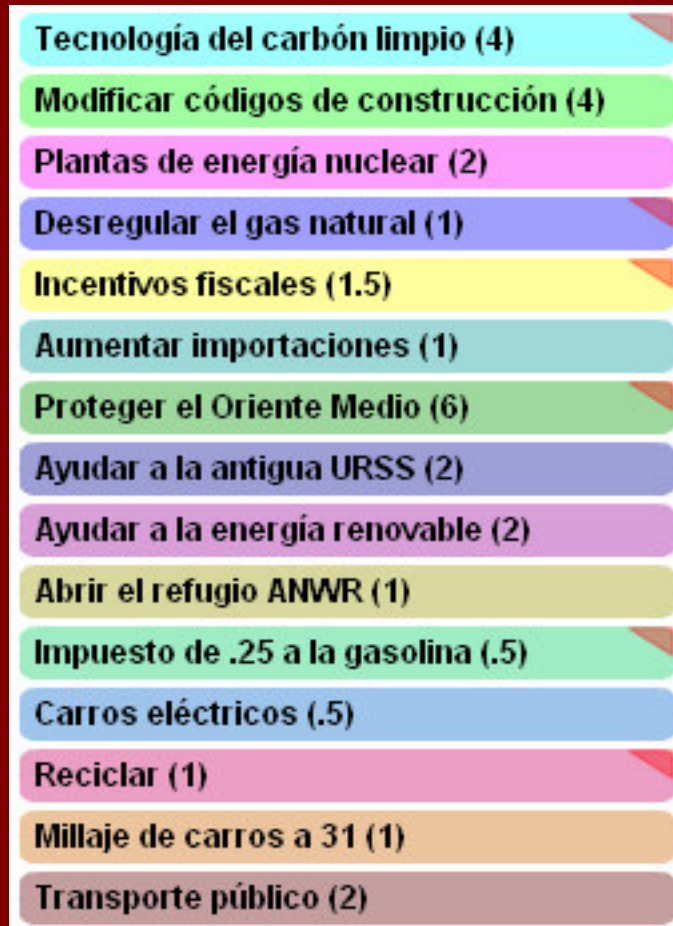 Tecnología del carbón limpio (4)
Modificar códigos de construcción (4)
Plantas de energía nuclear (2)
Desregular el gas natural (1)
Incentivos fiscales (1.5)
Aumentar importaciones (1)
Proteger el Oriente Medio (6)
Ayudar a la antigua URSS (2)
Ayudar a la energía renovable (2)
Abrir el refugio ANWR (1)
Impuesto de .25 a la gasolina (.5)
Carros eléctricos (.5)
Reciclar (1)
Millaje de carros a 31 (1)
Transporte público (2)